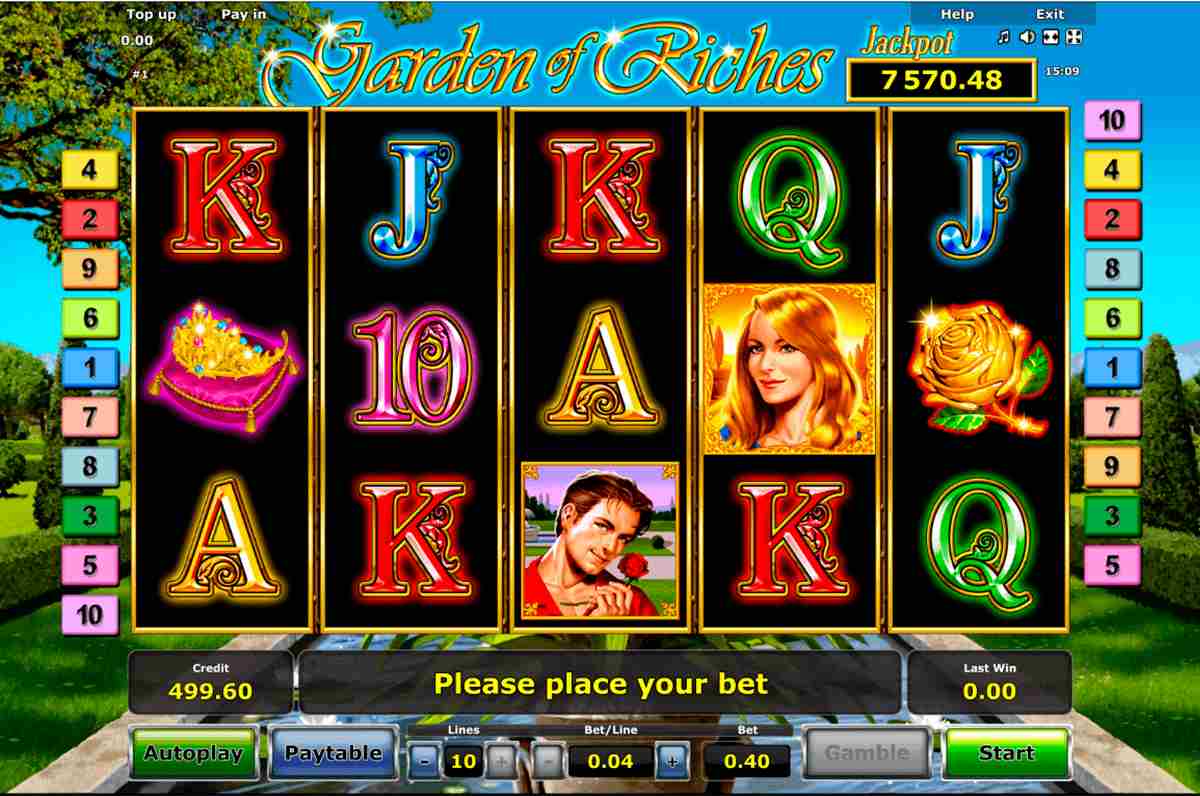 Top up Pay in Help Exit
0.00
#1
Garden of Riches
Jackpot
7 570.48
15:09
10
4 4
2 2
9 8
6 6
1 1
7 7
8 9
3 3
5 5
10
K J K Q J
10 A
A K K Q
Credit
499.60
Please place your bet
Last Win
0.00
Lines Bet/Line Bet
Autoplay Paytable - 10 + - 0.04 + 0.40 Gamble Start